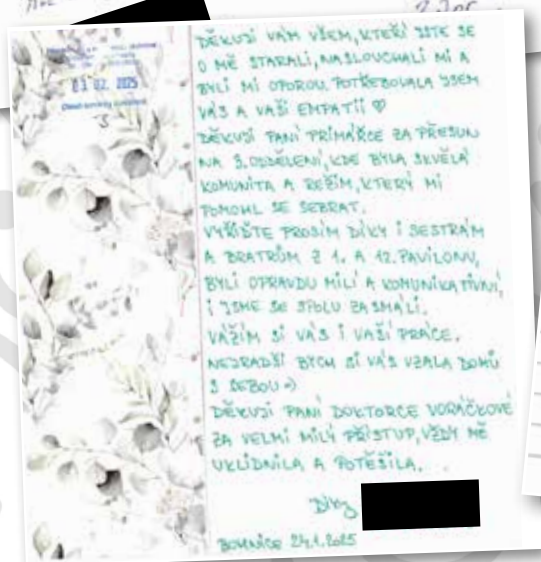 03 02. 2025
DĚKUJI VÁM VŠEM, KTEŘÍ JSTE SE
O MĚ STARALI, NASLOUCHALI MI A
BYLI MI OPOROU. POTŘEBOVALA JSEM
VÁS A VAŠI EMPATII ♡
DĚKUJI PANÍ PRIMÁŘCE ZA PŘESUN
NA 3. ODDĚLENÍ, KDE BYLA SKVĚLÁ
KOMUNITA A REŽIM, KTERÝ MI
POMOHL SE SEBRAT.
VYŘIĎTE PROSÍM DÍKY I SESTRÁM
A BRATRŮM Z 1. A 12. PAVILONU,
BYLI OPRAVDU MILÍ A KOMUNIKATIVNÍ,
I JSME SE SPOLU ZASMÁLI.
VÁŽÍM SI VÁS I VAŠÍ PRÁCE.
NEJRADŠI BYCH SI VÁS VZALA DOMŮ
S SEBOU =)
DĚKUJI PANÍ DOKTORCE VORÁČKOVÉ
ZA VELMI MILÝ PŘÍSTUP, VŽDY MĚ
UKLIDNILA A POTĚŠILA.
Díky
BOHNICE 24.1.2025